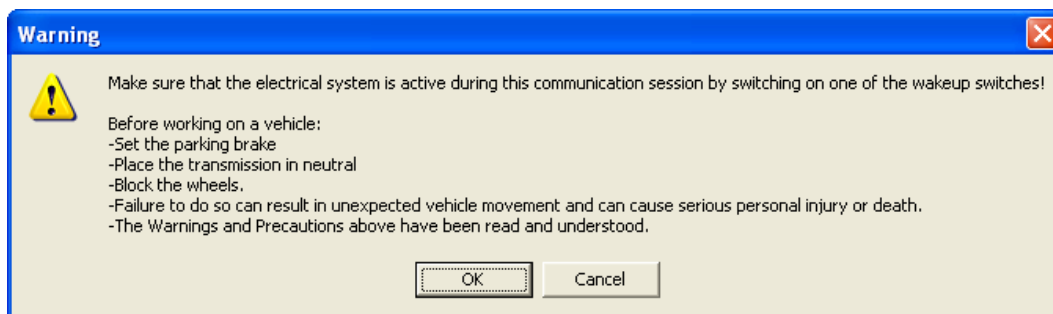 Warning
Make sure that the electrical system is active during this communication session by switching on one of the wakeup switches!
Before working on a vehicle:
-Set the parking brake
-Place the transmission in neutral
-Block the wheels.
-Failure to do so can result in unexpected vehicle movement and can cause serious personal injury or death.
-The Warnings and Precautions above have been read and understood.
OK
Cancel